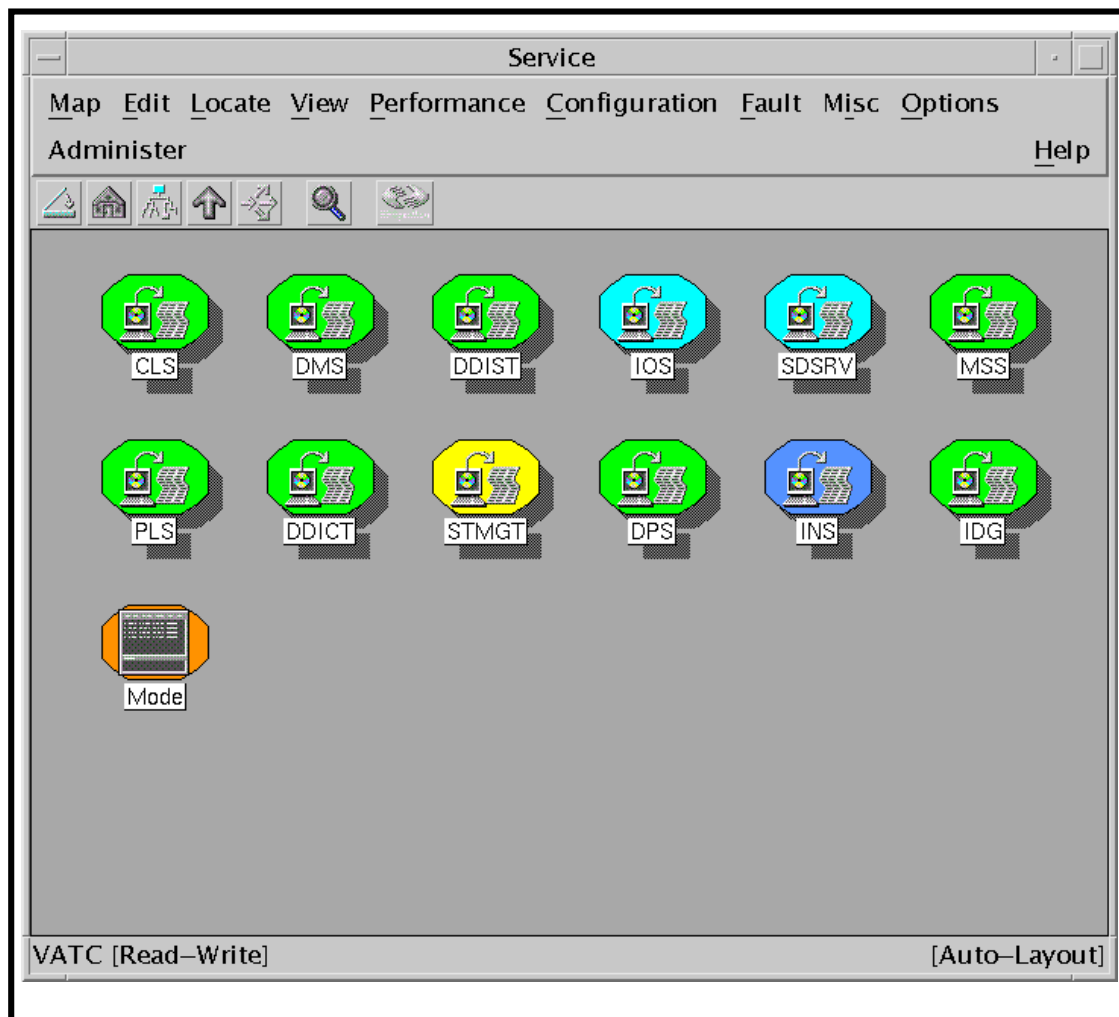 Service
Map Edit Locate View Performance Configuration Fault Misc Options
Administer Help
CLS DMS DDIST IOS SDSRV MSS
PLS DDICT STMGT DPS INS IDG
Mode
VATC [Read–Write] [Auto–Layout]